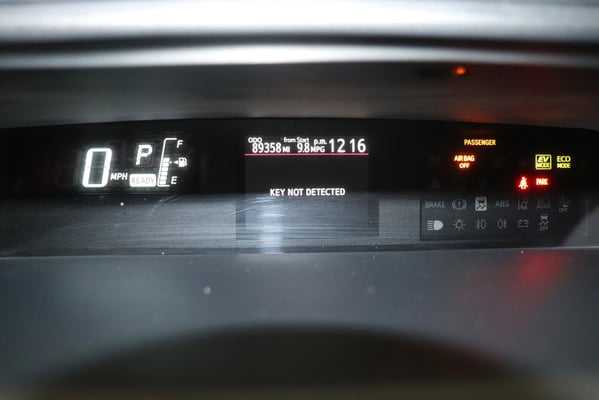 0 MPH
P
READY
F
E
ODO from Start p.m. 12 16
89358 MI 9.8 MPG
KEY NOT DETECTED
PASSENGER
AIR BAG
OFF
EV
MODE
ECO
MODE
PARK
BRAKE ABS